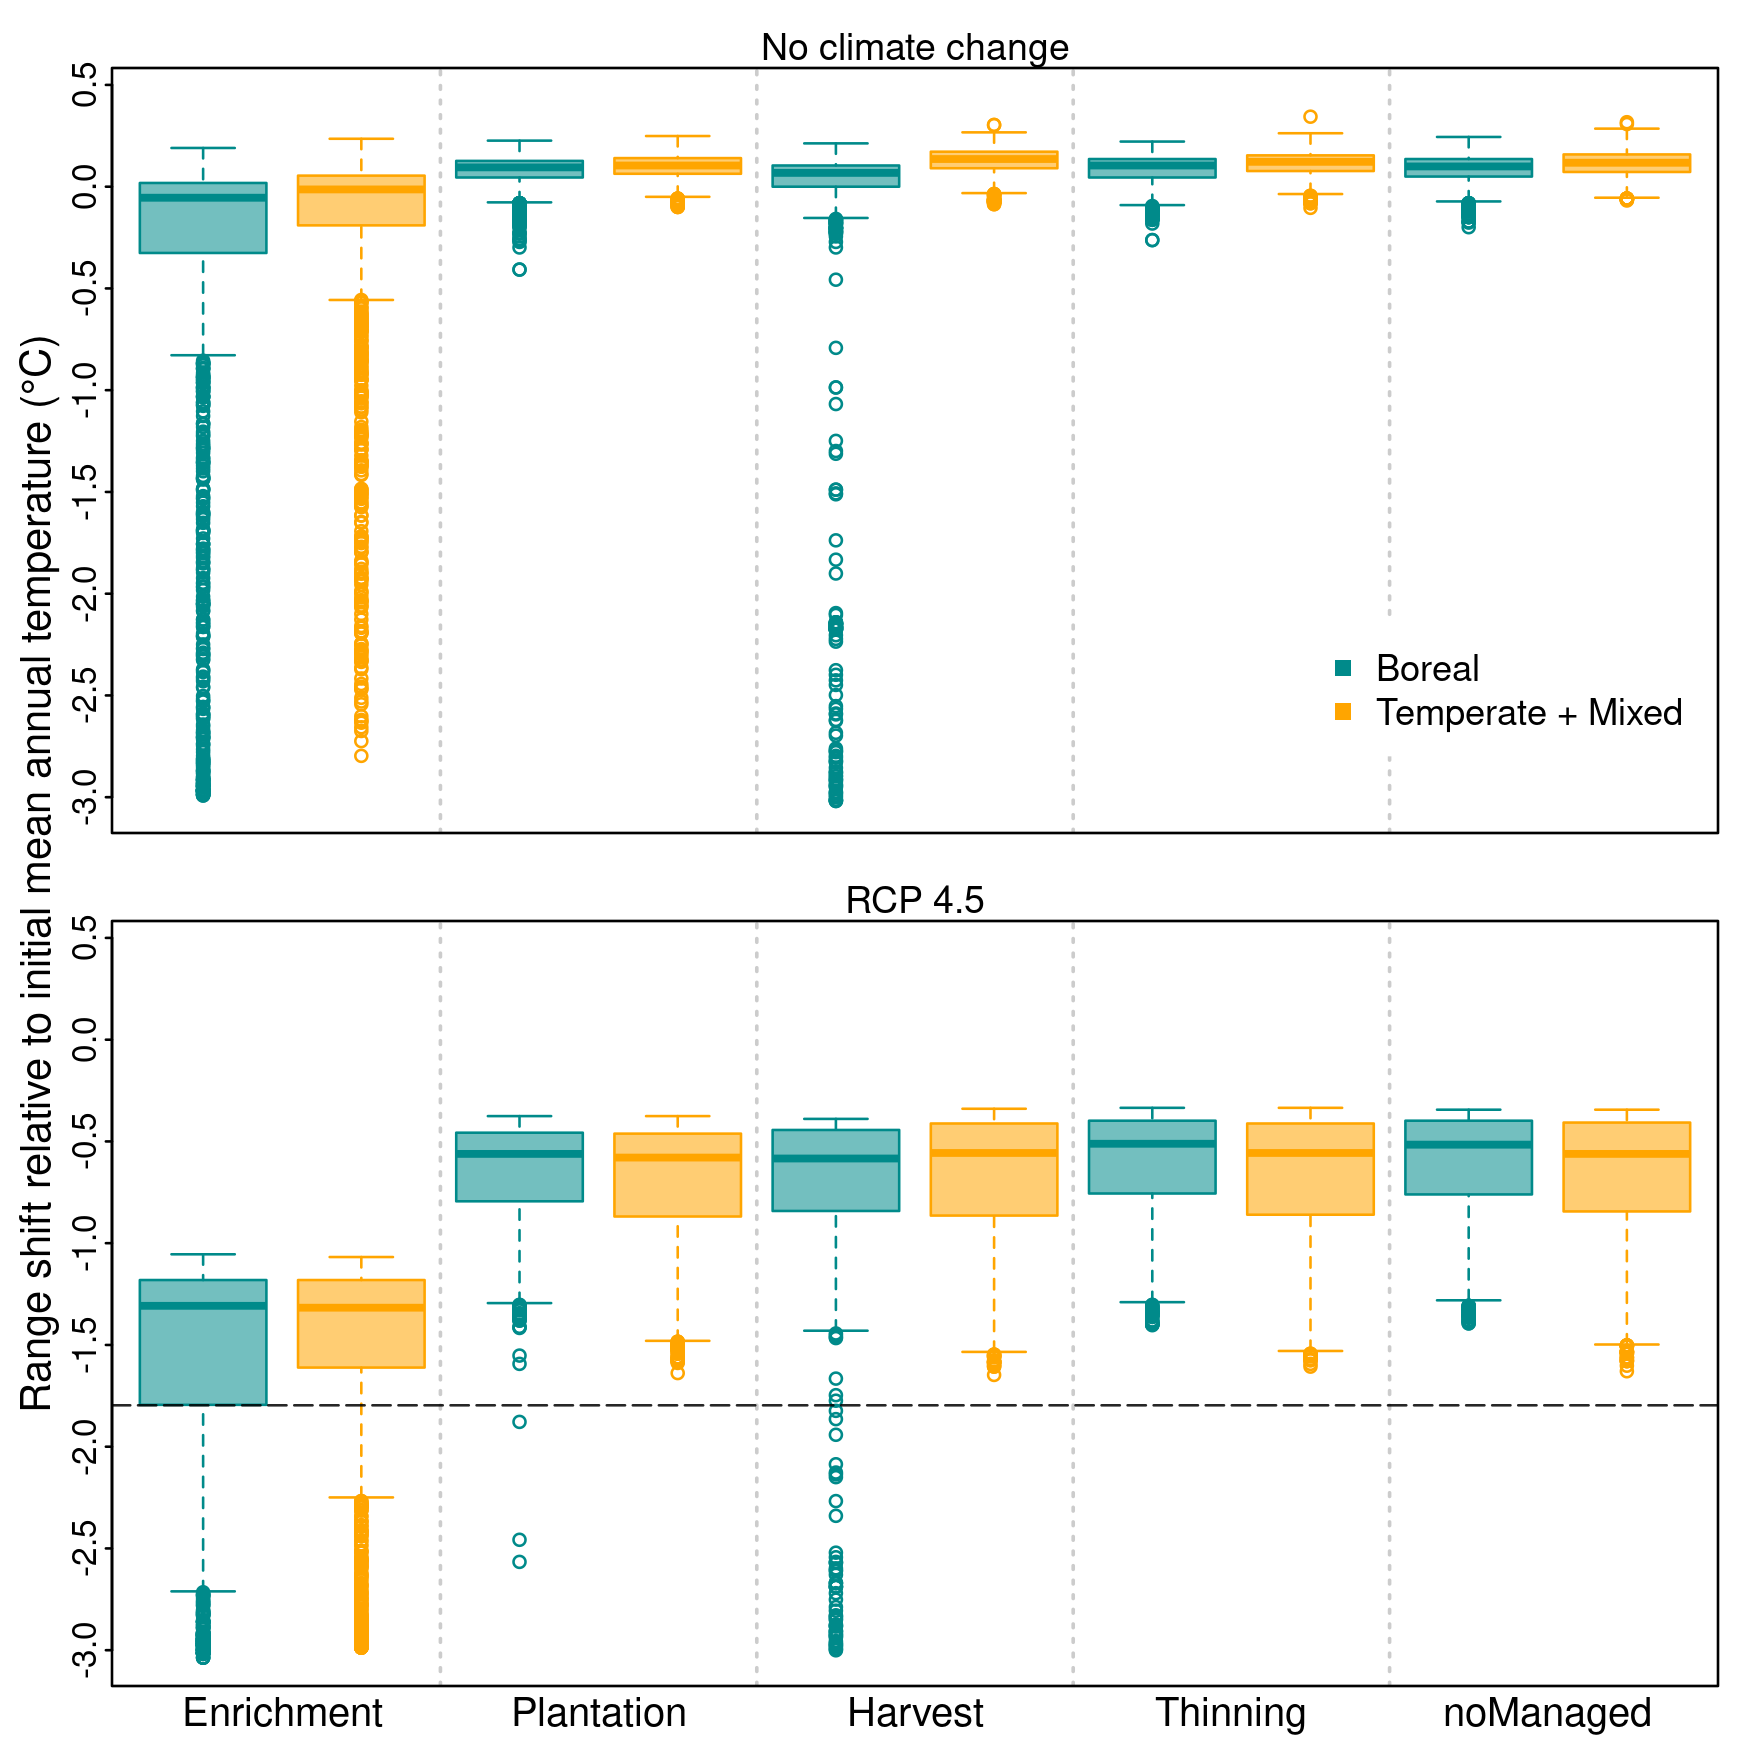 No climate change
Range shift relative to initial mean annual temperature (°C)
0.5
0.0
-0.5
-1.0
-1.5
-2.0
-2.5
-3.0
Boreal
Temperate + Mixed
RCP 4.5
0.5
0.0
-0.5
-1.0
-1.5
-2.0
-2.5
-3.0
Enrichment Plantation Harvest Thinning noManaged